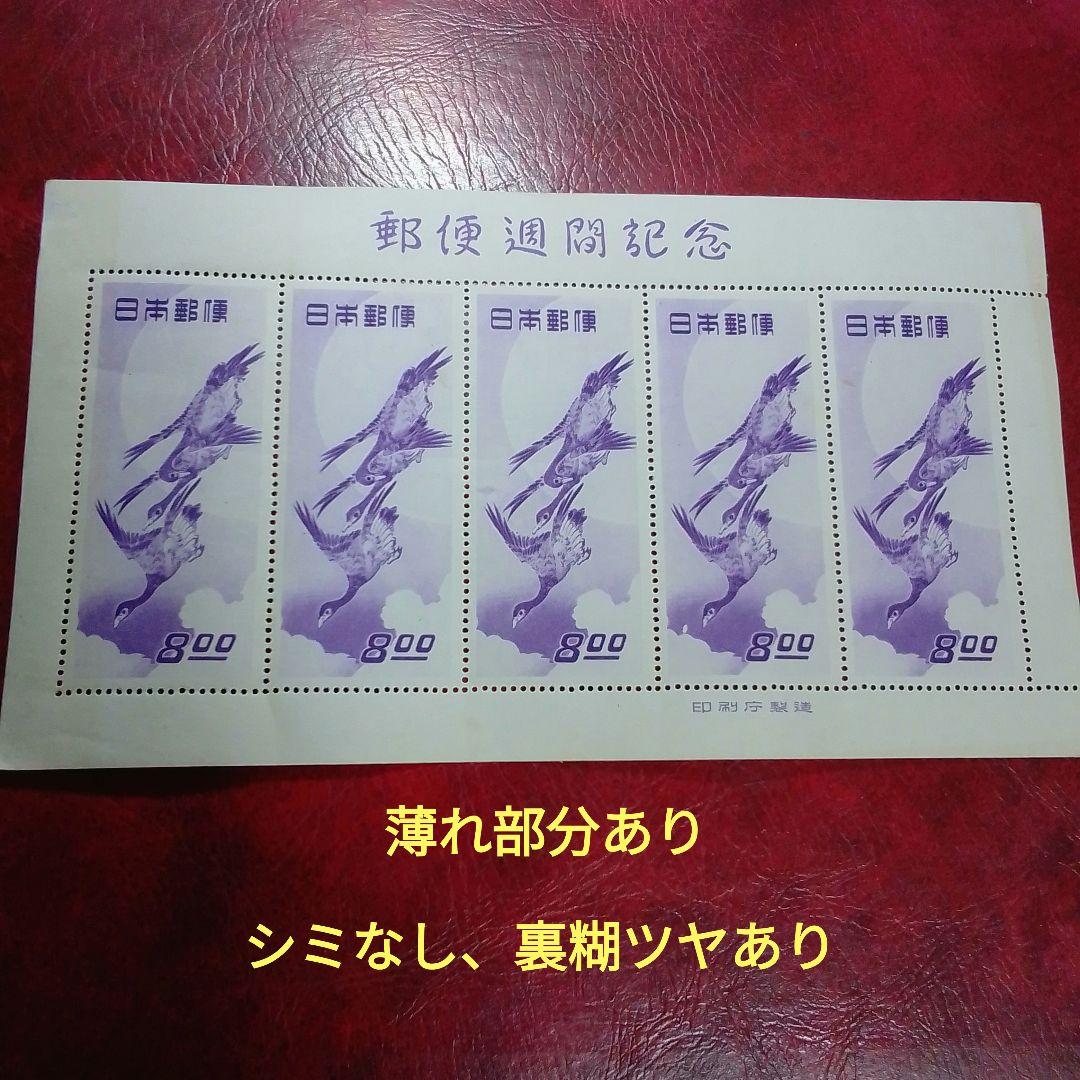 郵便週間記念
日本郵便 日本郵便 日本郵便 日本郵便 日本郵便
8.00 8.00 8.00 8.00 8.00
印刷庁製造
薄れ部分あり
シミなし、裏糊ツヤあり